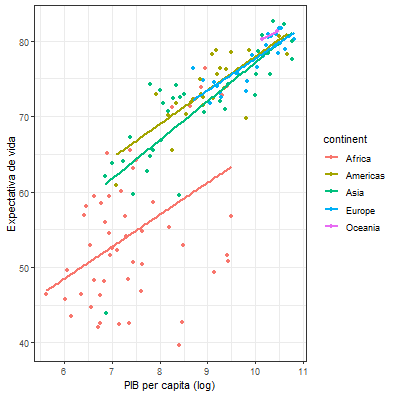 80
70
60
50
40
Expectativa de vida
6
7
8
9
10
11
PIB per capita (log)
continent
Africa
Americas
Asia
Europe
Oceania